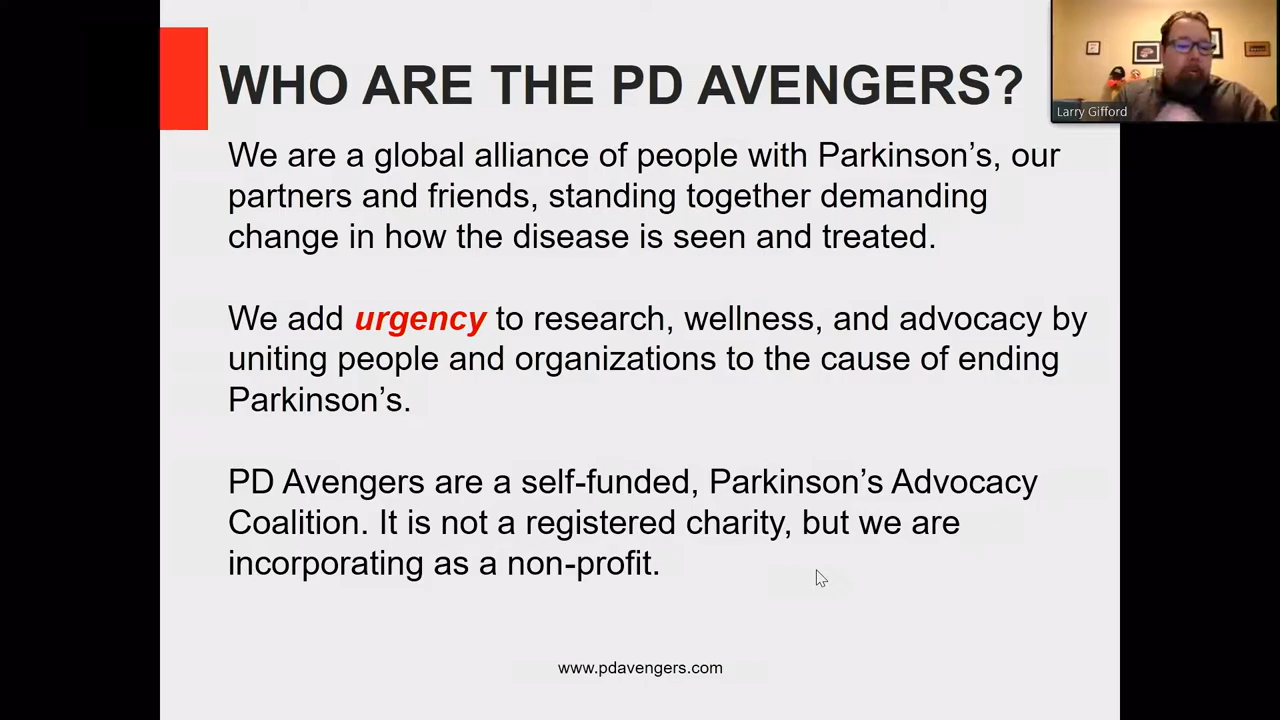 WHO ARE THE PD AVENGERS?
Larry Gifford
We are a global alliance of people with Parkinson’s, our
partners and friends, standing together demanding
change in how the disease is seen and treated.
We add urgency to research, wellness, and advocacy by
uniting people and organizations to the cause of ending
Parkinson’s.
PD Avengers are a self-funded, Parkinson’s Advocacy
Coalition. It is not a registered charity, but we are
incorporating as a non-profit.
www.pdavengers.com